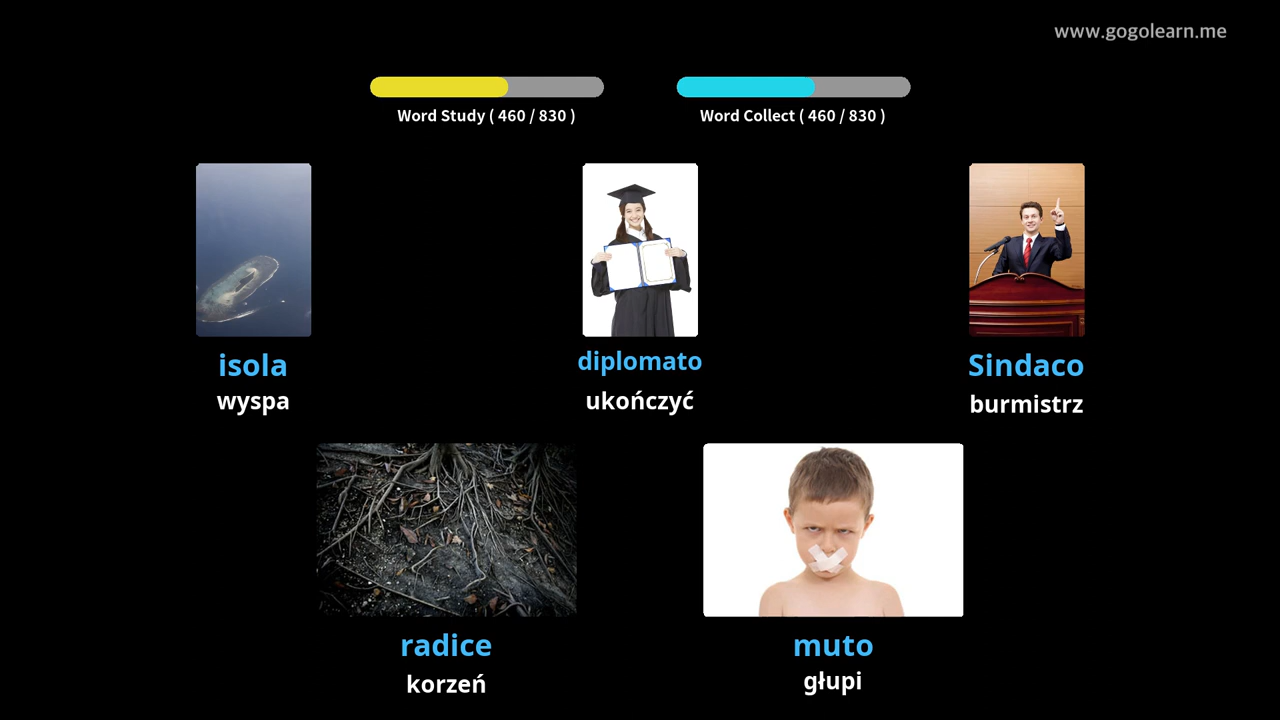 www.gogolearn.me
Word Study ( 460 / 830 )
Word Collect ( 460 / 830 )
isola
wyspa
diplomato
ukończyć
Sindaco
burmistrz
radice
korzeń
muto
głupi